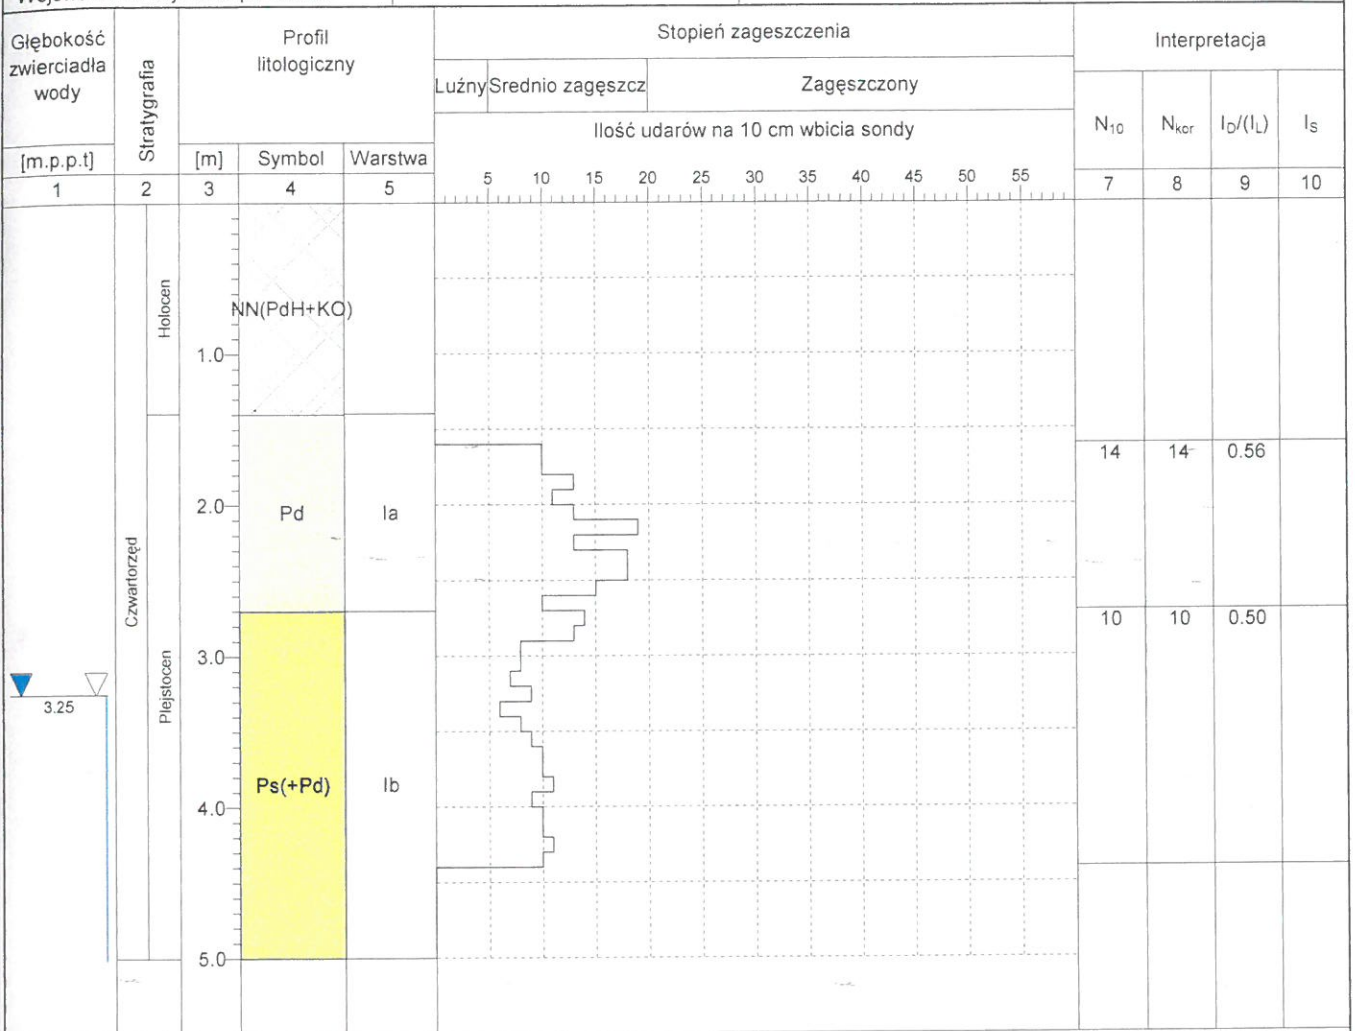 Głębokość
zwierciadła
wody
[m.p.p.t]
1
Stratygrafia
2
Profil
litologiczny
[m]
Symbol
Warstwa
3
4
5
Stopień zageszczenia
Luźny
Srednio zagęszcz
Zagęszczony
Ilość udarów na 10 cm wbicia sondy
5 10 15 20 25 30 35 40 45 50 55
Interpretacja
N10
Nkor
ID/(IL)
IS
7
8
9
10
Holocen
NN(PdH+KO)
1.0
14 14 0.56
2.0
Pd
Ia
Czwartorzęd
10 10 0.50
3.0
Plejstocen
3.25
Ps(+Pd)
Ib
4.0
5.0